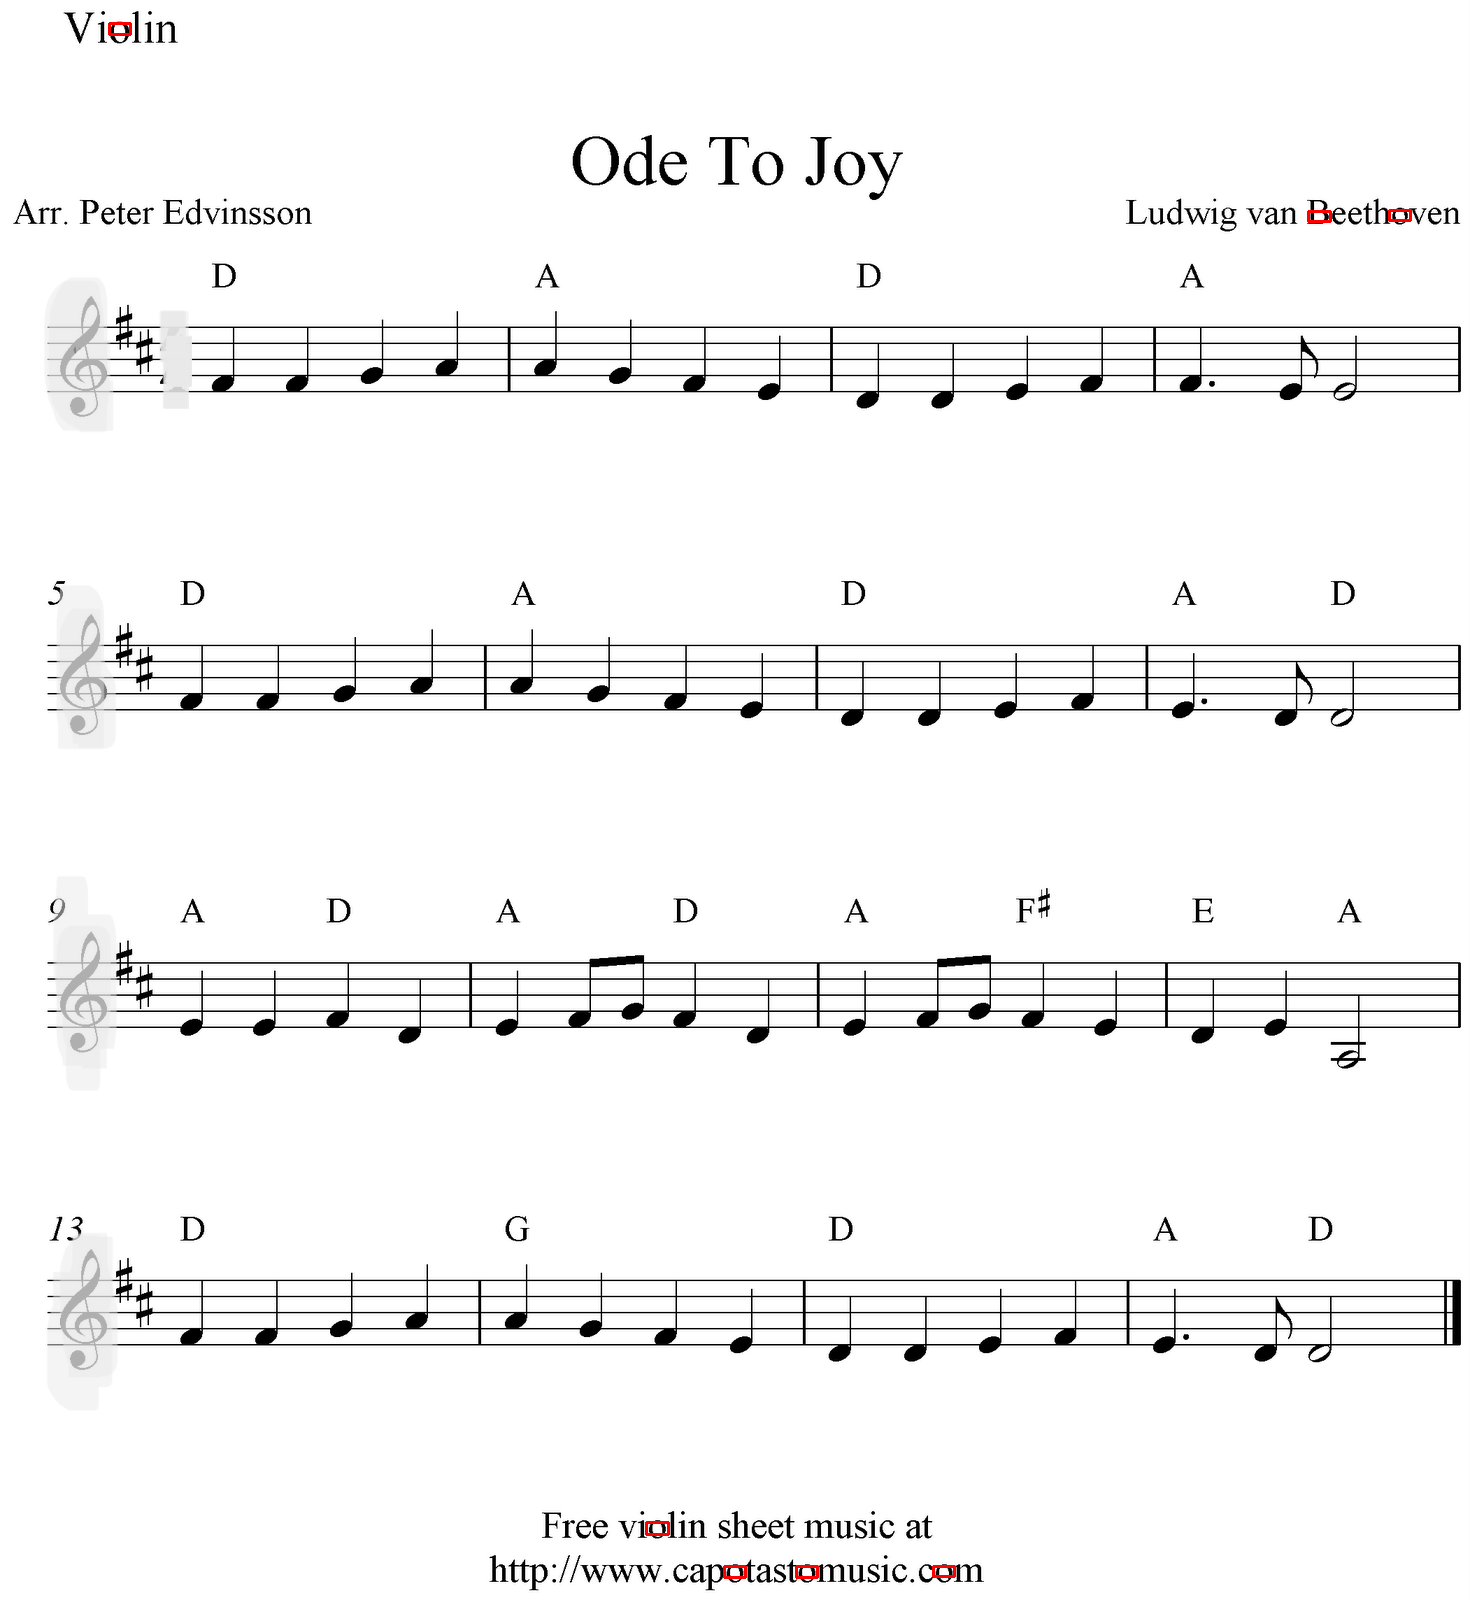 Violin
Ode To Joy
Arr. Peter Edvinsson
Ludwig van Beethoven
D A D A
5
D A D A D
9
A D A D A F♯ E A
13
D G D A D
Free violin sheet music at
http://www.capotastomusic.com